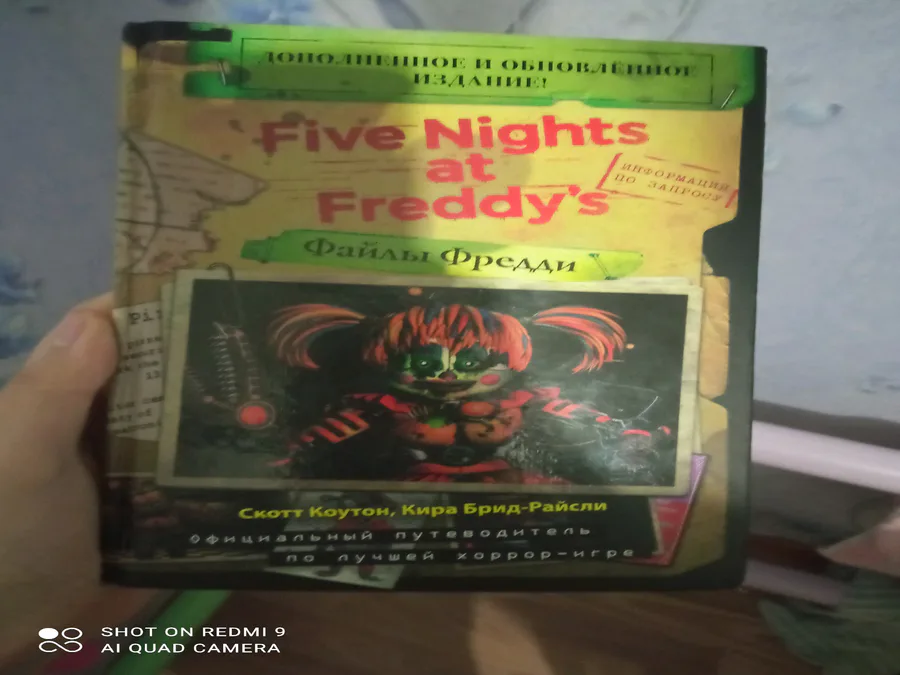 ДОПОЛНЕННОЕ И ОБНОВЛЁННОЕ
ИЗДАНИЕ!
Five Nights
at
Freddy's
ИНФОРМАЦИЯ
ПО ЗАПРОСУ
Файлы Фредди
Скотт Коутон, Кира Брид-Райсли
Официальный путеводитель
по лучшей хоррор-игре
SHOT ON REDMI 9
AI QUAD CAMERA